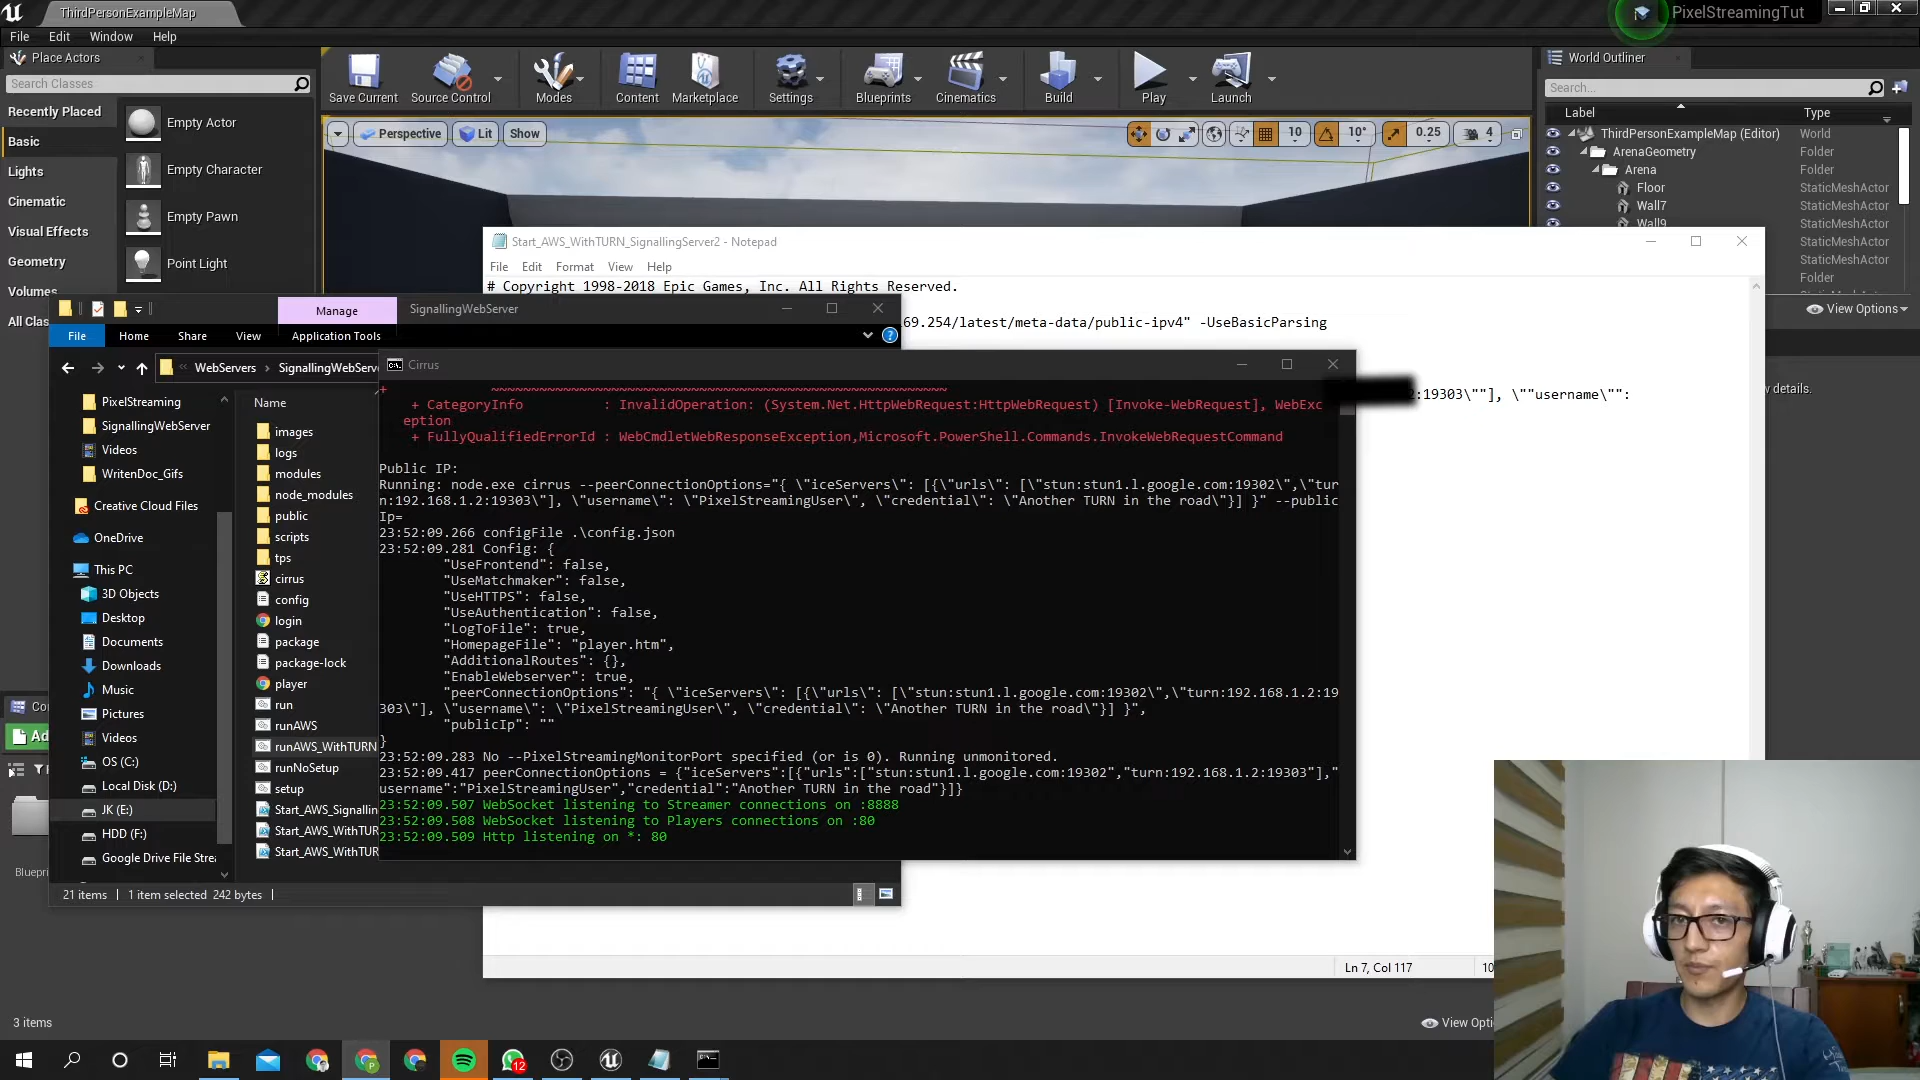 ThirdPersonExampleMap
PixelStreamingTut
File Edit Window Help
Place Actors
Search Classes
Recently Placed
Basic
Lights
Cinematic
Visual Effects
Geometry
Volumes
Empty Actor
Empty Character
Empty Pawn
Point Light
Save Current
Source Control
Modes
Content
Marketplace
Settings
Blueprints
Cinematics
Build
Play
Launch
Perspective Lit Show
10 10° 0.25 4
World Outliner
Search...
Label Type
ThirdPersonExampleMap (Editor) World
ArenaGeometry Folder
Arena Folder
Floor StaticMeshActor
Wall7 StaticMeshActor
Wall9 StaticMeshActor
StaticMeshActor
StaticMeshActor
Folder
StaticMeshActor
View Options
Start_AWS_WithTURN_SignallingServer2 - Notepad
File Edit Format View Help
# Copyright 1998-2018 Epic Games, Inc. All Rights Reserved.
69.254/latest/meta-data/public-ipv4" -UseBasicParsing
2:19303\""], \""username\"":
w details.
Ln 7, Col 117
Manage
SignallingWebServer
File Home Share View Application Tools
WebServers > SignallingWebServe
PixelStreaming
SignallingWebServer
Videos
WritenDoc_Gifs
Creative Cloud Files
OneDrive
This PC
3D Objects
Desktop
Documents
Downloads
Music
Pictures
Videos
OS (C:)
Local Disk (D:)
JK (E:)
HDD (F:)
Google Drive File Strea
Name
images
logs
modules
node_modules
public
scripts
tps
cirrus
config
login
package
package-lock
player
run
runAWS
runAWS_WithTURN
runNoSetup
setup
Start_AWS_Signallin
Start_AWS_WithTUR
Start_AWS_WithTUR
21 items 1 item selected 242 bytes
Cirrus
+ ~~~~~~~~~~~~~~~~~~~~~~~~~~~~~~~~~~~~~~~~~~~~~~~~~~~~~~~~~
+ CategoryInfo : InvalidOperation: (System.Net.HttpWebRequest:HttpWebRequest) [Invoke-WebRequest], WebExc
eption
+ FullyQualifiedErrorId : WebCmdletWebResponseException,Microsoft.PowerShell.Commands.InvokeWebRequestCommand
Public IP:
Running: node.exe cirrus --peerConnectionOptions="{ \"iceServers\": [{\"urls\": [\"stun:stun1.l.google.com:19302\",\"tur
n:192.168.1.2:19303\"], \"username\": \"PixelStreamingUser\", \"credential\": \"Another TURN in the road\"}] }" --public
Ip=
23:52:09.266 configFile .\config.json
23:52:09.281 Config: {
"UseFrontend": false,
"UseMatchmaker": false,
"UseHTTPS": false,
"UseAuthentication": false,
"LogToFile": true,
"HomepageFile": "player.htm",
"AdditionalRoutes": {},
"EnableWebserver": true,
"peerConnectionOptions": "{ \"iceServers\": [{\"urls\": [\"stun:stun1.l.google.com:19302\",\"turn:192.168.1.2:19
303\"], \"username\": \"PixelStreamingUser\", \"credential\": \"Another TURN in the road\"}] }",
"publicIp": ""
}
23:52:09.283 No --PixelStreamingMonitorPort specified (or is 0). Running unmonitored.
23:52:09.417 peerConnectionOptions = {"iceServers":[{"urls":["stun:stun1.l.google.com:19302","turn:192.168.1.2:19303"],"
username":"PixelStreamingUser","credential":"Another TURN in the road"}]}
23:52:09.507 WebSocket listening to Streamer connections on :8888
23:52:09.508 WebSocket listening to Players connections on :80
23:52:09.509 Http listening on *: 80
3 items
View Opti
12